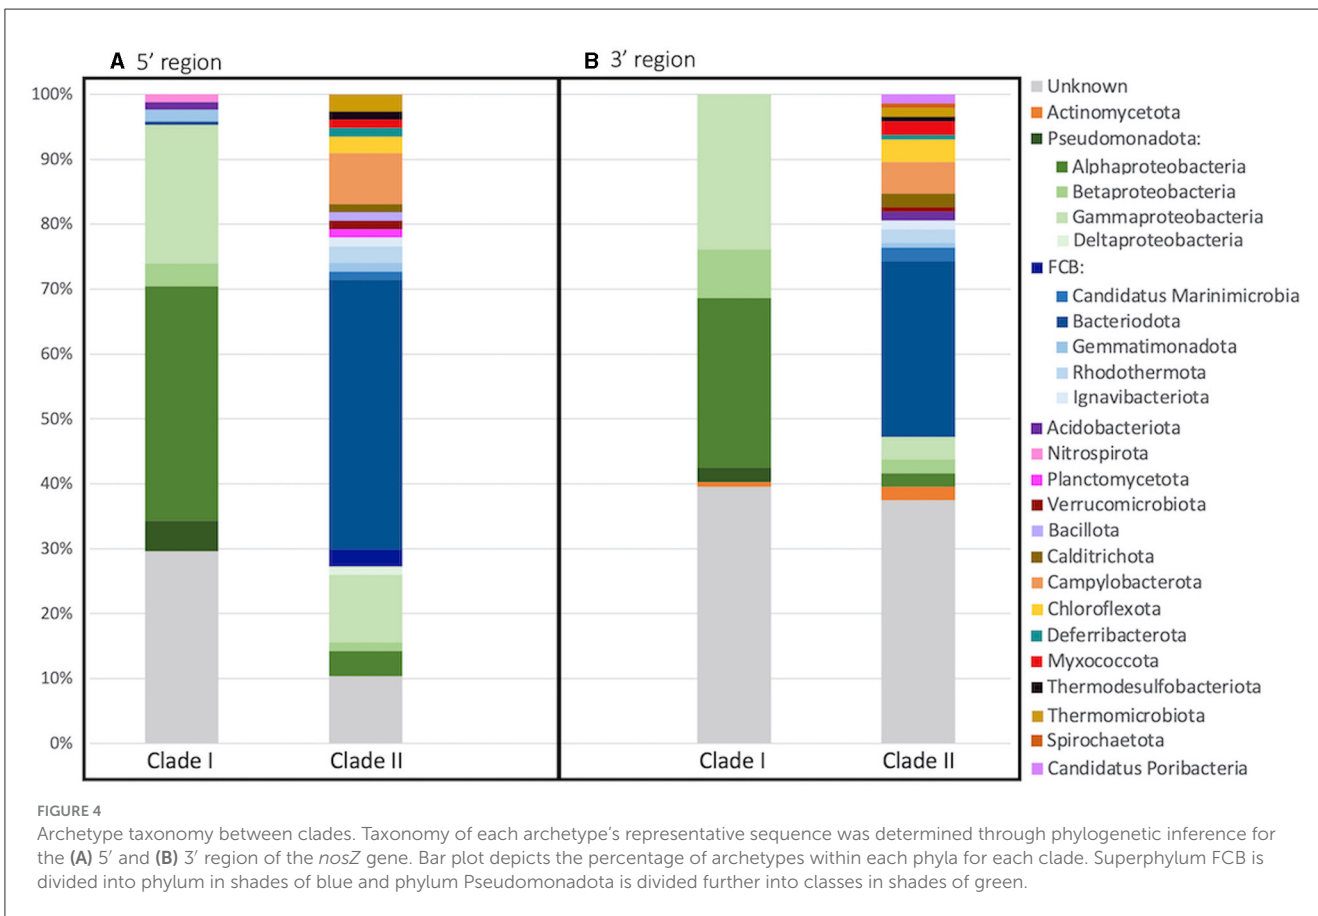 A 5′ region
B 3′ region
100%
90%
80%
70%
60%
50%
40%
30%
20%
10%
0%
Clade I
Clade II
Clade I
Clade II
Unknown
Actinomycetota
Pseudomonadota:
Alphaproteobacteria
Betaproteobacteria
Gammaproteobacteria
Deltaproteobacteria
FCB:
Candidatus Marinimicrobia
Bacteriodota
Gemmatimonadota
Rhodothermota
Ignavibacteriota
Acidobacteriota
Nitrospirota
Planctomycetota
Verrucomicrobiota
Bacillota
Calditrichota
Campylobacterota
Chloroflexota
Deferribacterota
Myxococcota
Thermodesulfobacteriota
Thermomicrobiota
Spirochaetota
Candidatus Poribacteria
FIGURE 4
Archetype taxonomy between clades. Taxonomy of each archetype's representative sequence was determined through phylogenetic inference for
the (A) 5′ and (B) 3′ region of the nosZ gene. Bar plot depicts the percentage of archetypes within each phyla for each clade. Superphylum FCB is
divided into phylum in shades of blue and phylum Pseudomonadota is divided further into classes in shades of green.